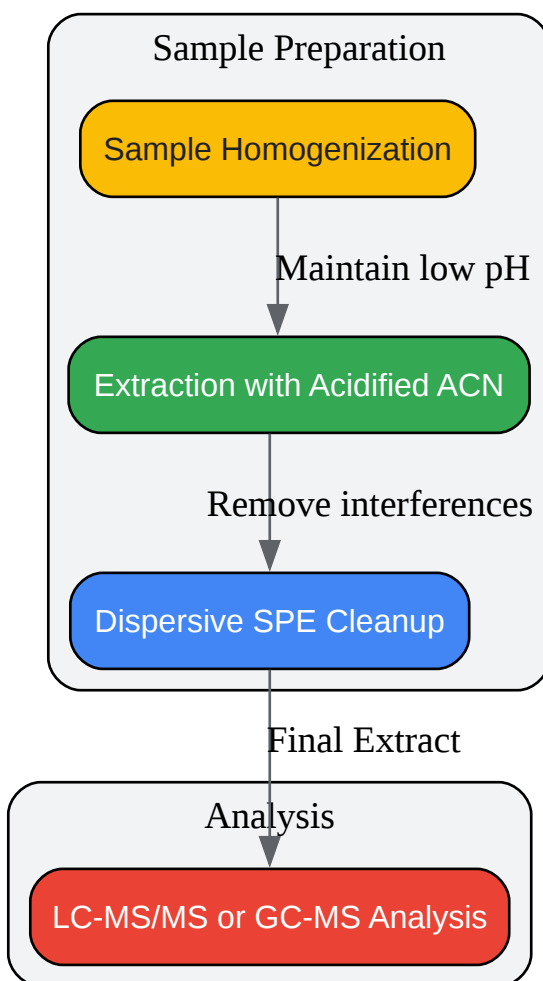 Sample Preparation
Sample Homogenization
Maintain low pH
Extraction with Acidified ACN
Remove interferences
Dispersive SPE Cleanup
Final Extract
Analysis
LC-MS/MS or GC-MS Analysis